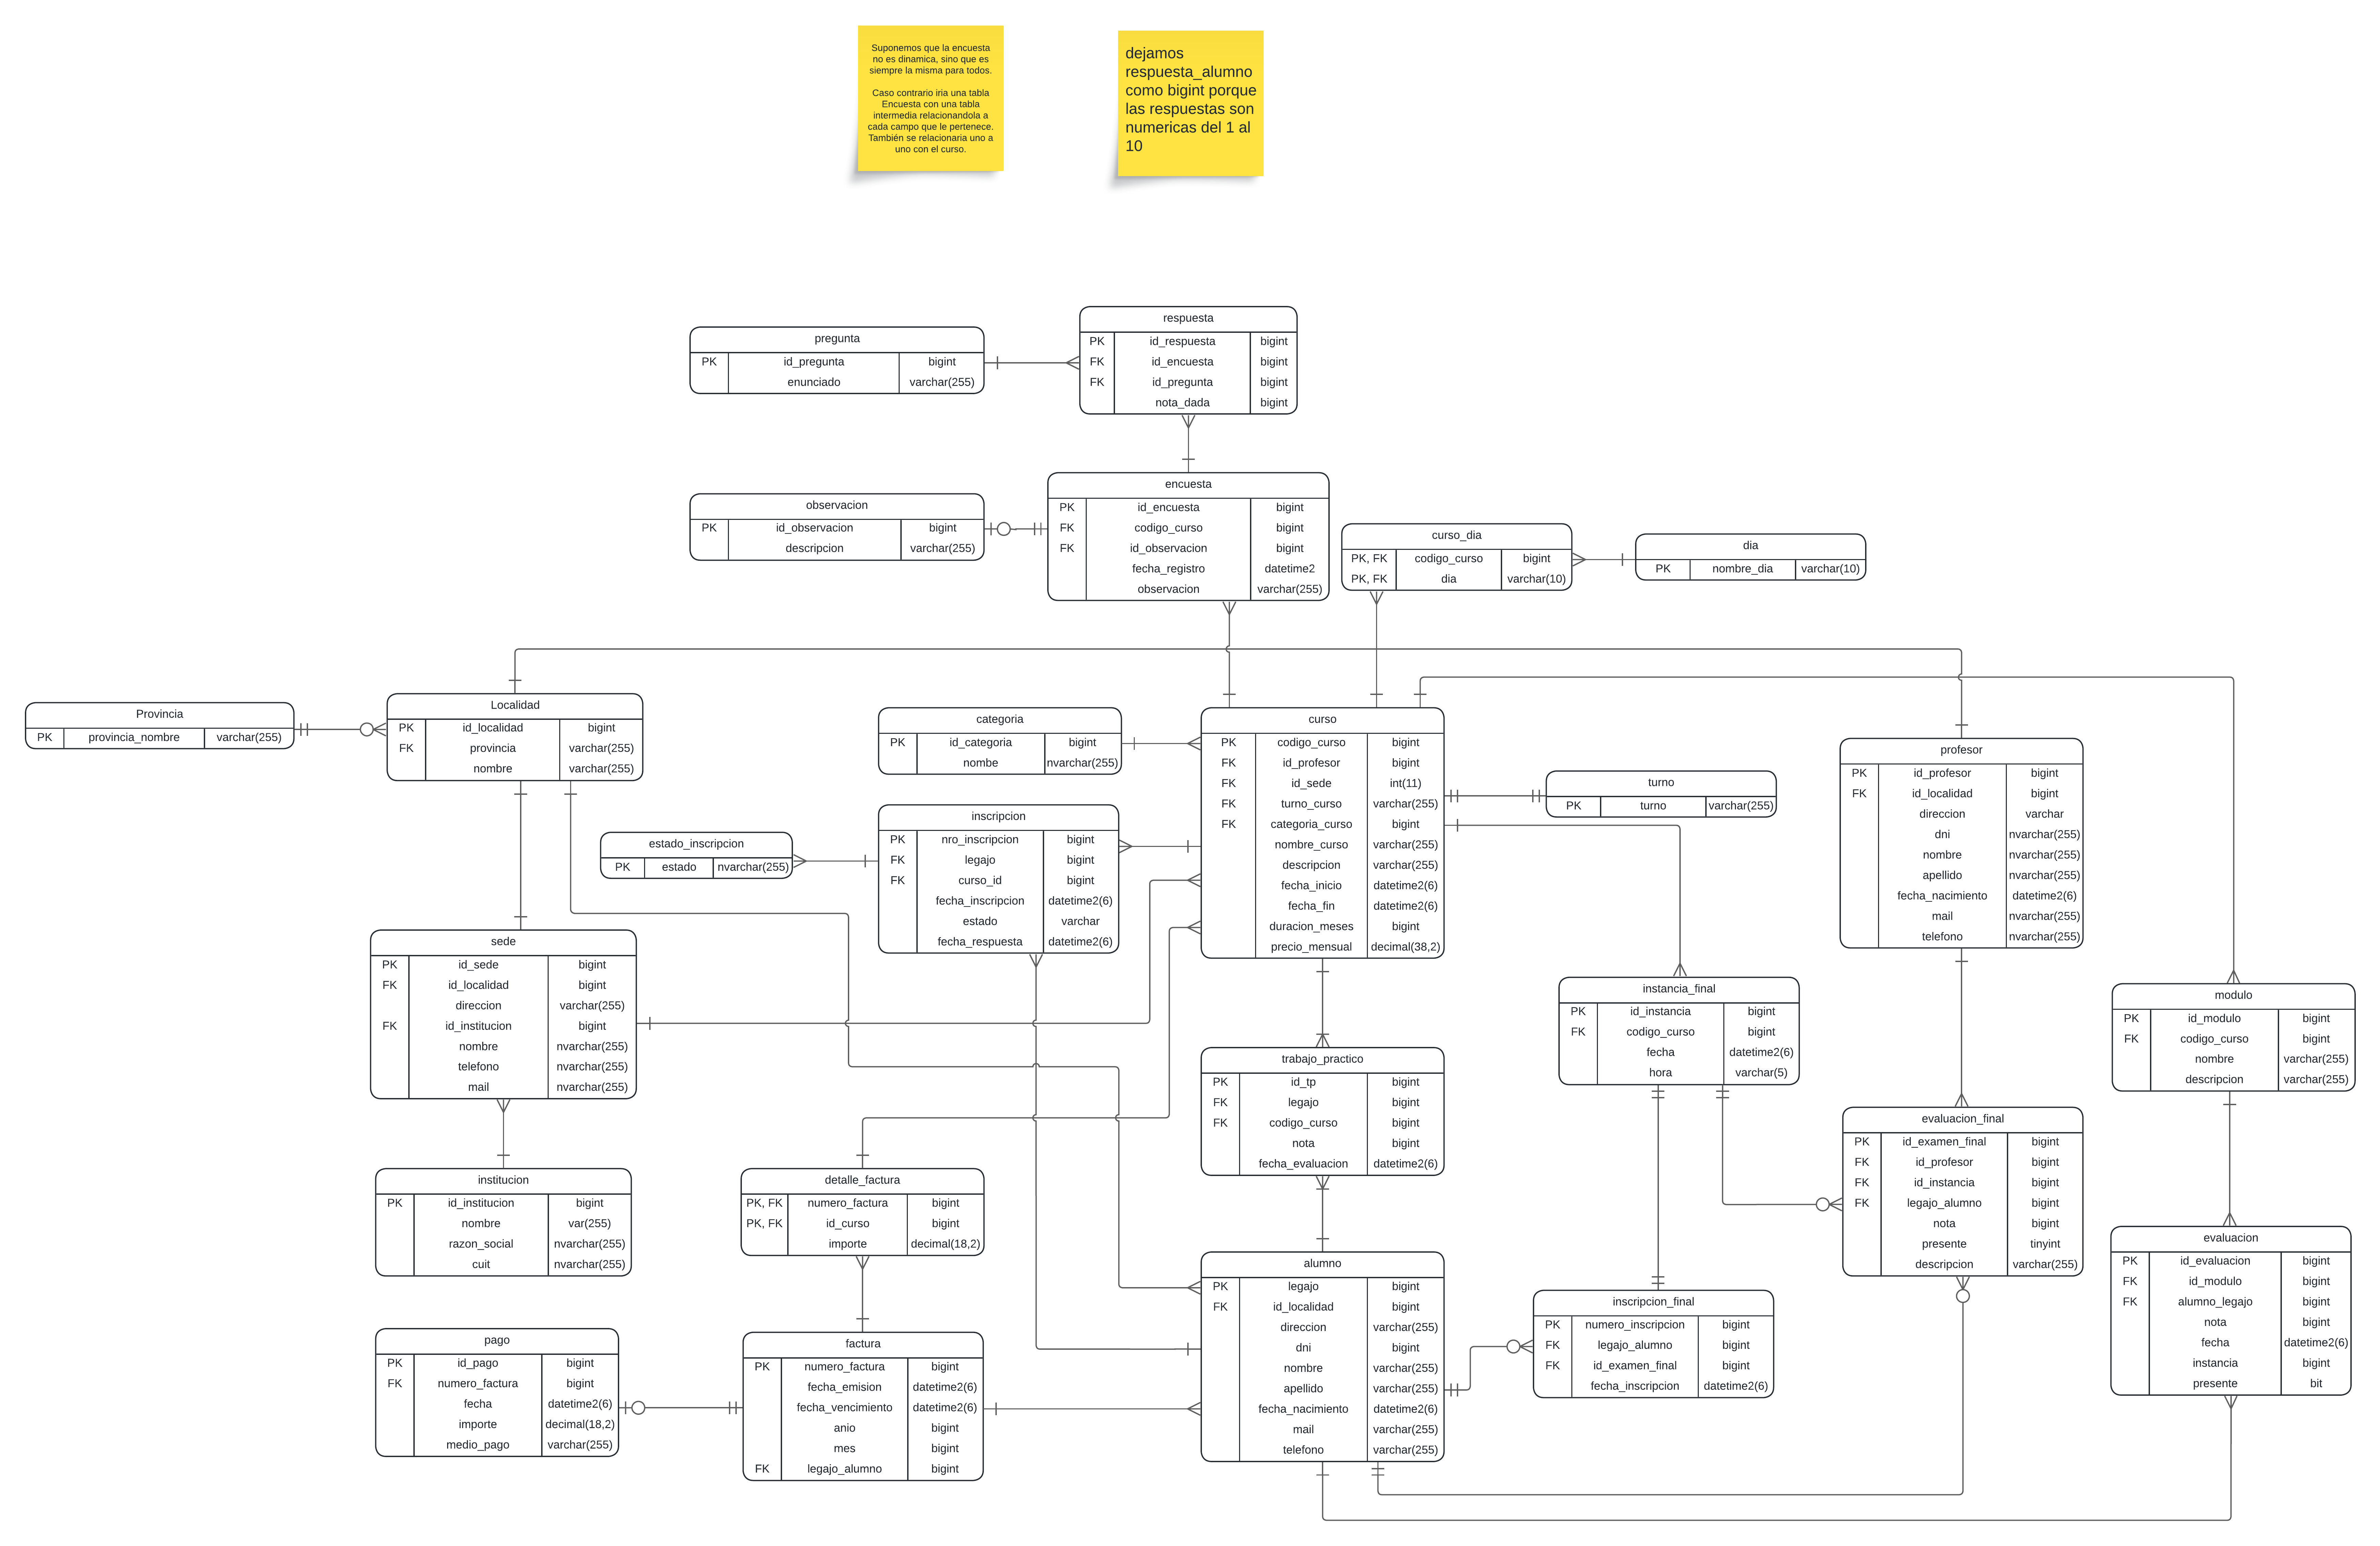 Suponemos que la encuesta
no es dinamica, sino que es
siempre la misma para todos.
Caso contrario iria una tabla
Encuesta con una tabla
intermedia relacionandola a
cada campo que le pertenece.
También se relacionaria uno a
uno con el curso.
dejamos
respuesta_alumno
como bigint porque
las respuestas son
numericas del 1 al
10
respuesta
PK id_respuesta bigint
FK id_encuesta bigint
FK id_pregunta bigint
nota_dada bigint
pregunta
PK id_pregunta bigint
enunciado varchar(255)
encuesta
PK id_encuesta bigint
FK codigo_curso bigint
FK id_observacion bigint
fecha_registro datetime2
observacion varchar(255)
observacion
PK id_observacion bigint
descripcion varchar(255)
curso_dia
PK, FK codigo_curso bigint
PK, FK dia varchar(10)
dia
PK nombre_dia varchar(10)
Provincia
PK provincia_nombre varchar(255)
Localidad
PK id_localidad bigint
FK provincia varchar(255)
nombre varchar(255)
categoria
PK id_categoria bigint
nombe nvarchar(255)
curso
PK codigo_curso bigint
FK id_profesor bigint
FK id_sede int(11)
FK turno_curso varchar(255)
FK categoria_curso bigint
nombre_curso varchar(255)
descripcion varchar(255)
fecha_inicio datetime2(6)
fecha_fin datetime2(6)
duracion_meses bigint
precio_mensual decimal(38,2)
turno
PK turno varchar(255)
profesor
PK id_profesor bigint
FK id_localidad bigint
direccion varchar
dni nvarchar(255)
nombre nvarchar(255)
apellido nvarchar(255)
fecha_nacimiento datetime2(6)
mail nvarchar(255)
telefono nvarchar(255)
estado_inscripcion
PK estado nvarchar(255)
inscripcion
PK nro_inscripcion bigint
FK legajo bigint
FK curso_id bigint
fecha_inscripcion datetime2(6)
estado varchar
fecha_respuesta datetime2(6)
sede
PK id_sede bigint
FK id_localidad bigint
direccion varchar(255)
FK id_institucion bigint
nombre nvarchar(255)
telefono nvarchar(255)
mail nvarchar(255)
instancia_final
PK id_instancia bigint
FK codigo_curso bigint
fecha datetime2(6)
hora varchar(5)
modulo
PK id_modulo bigint
FK codigo_curso bigint
nombre varchar(255)
descripcion varchar(255)
trabajo_practico
PK id_tp bigint
FK legajo bigint
FK codigo_curso bigint
nota bigint
fecha_evaluacion datetime2(6)
evaluacion_final
PK id_examen_final bigint
FK id_profesor bigint
FK id_instancia bigint
FK legajo_alumno bigint
nota bigint
presente tinyint
descripcion varchar(255)
institucion
PK id_institucion bigint
nombre var(255)
razon_social nvarchar(255)
cuit nvarchar(255)
detalle_factura
PK, FK numero_factura bigint
PK, FK id_curso bigint
importe decimal(18,2)
evaluacion
PK id_evaluacion bigint
FK id_modulo bigint
FK alumno_legajo bigint
nota bigint
fecha datetime2(6)
instancia bigint
presente bit
alumno
PK legajo bigint
FK id_localidad bigint
direccion varchar(255)
dni bigint
nombre varchar(255)
apellido varchar(255)
fecha_nacimiento datetime2(6)
mail varchar(255)
telefono varchar(255)
inscripcion_final
PK numero_inscripcion bigint
FK legajo_alumno bigint
FK id_examen_final bigint
fecha_inscripcion datetime2(6)
pago
PK id_pago bigint
FK numero_factura bigint
fecha datetime2(6)
importe decimal(18,2)
medio_pago varchar(255)
factura
PK numero_factura bigint
fecha_emision datetime2(6)
fecha_vencimiento datetime2(6)
anio bigint
mes bigint
FK legajo_alumno bigint